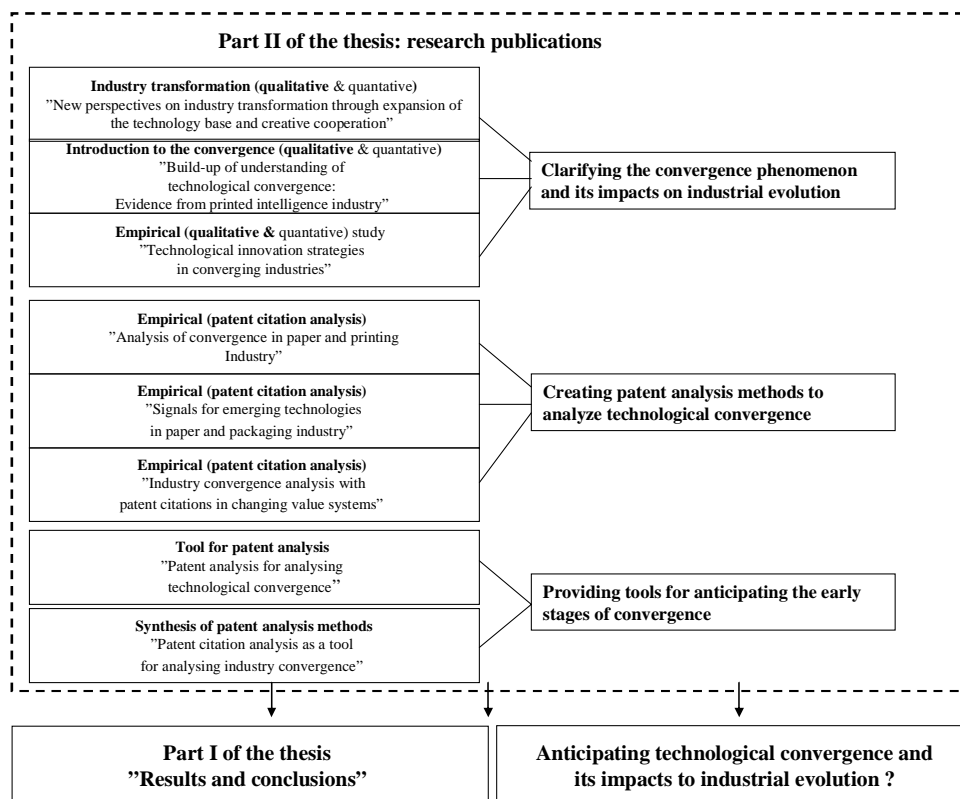 Part II of the thesis: research publications
Industry transformation (qualitative & quantative)
”New perspectives on industry transformation through expansion of
the technology base and creative cooperation”
Introduction to the convergence (qualitative & quantative)
”Build-up of understanding of
technological convergence:
Evidence from printed intelligence industry”
Empirical (qualitative & quantative) study
”Technological innovation strategies
in converging industries”
Clarifying the convergence phenomenon
and its impacts on industrial evolution
Empirical (patent citation analysis)
”Analysis of convergence in paper and printing
Industry”
Empirical (patent citation analysis)
”Signals for emerging technologies
in paper and packaging industry”
Empirical (patent citation analysis)
”Industry convergence analysis with
patent citations in changing value systems”
Creating patent analysis methods to
analyze technological convergence
Tool for patent analysis
”Patent analysis for analysing
technological convergence”
Synthesis of patent analysis methods
”Patent citation analysis as a tool
for analysing industry convergence”
Providing tools for anticipating the early
stages of convergence
Part I of the thesis
”Results and conclusions”
Anticipating technological convergence and
its impacts to industrial evolution ?